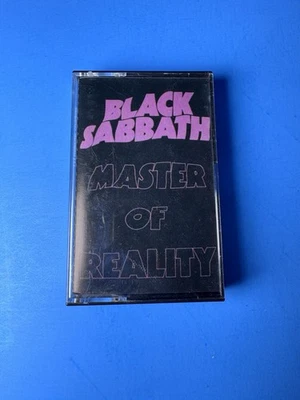 BLACK
SABBATH
MASTER
OF
REALITY